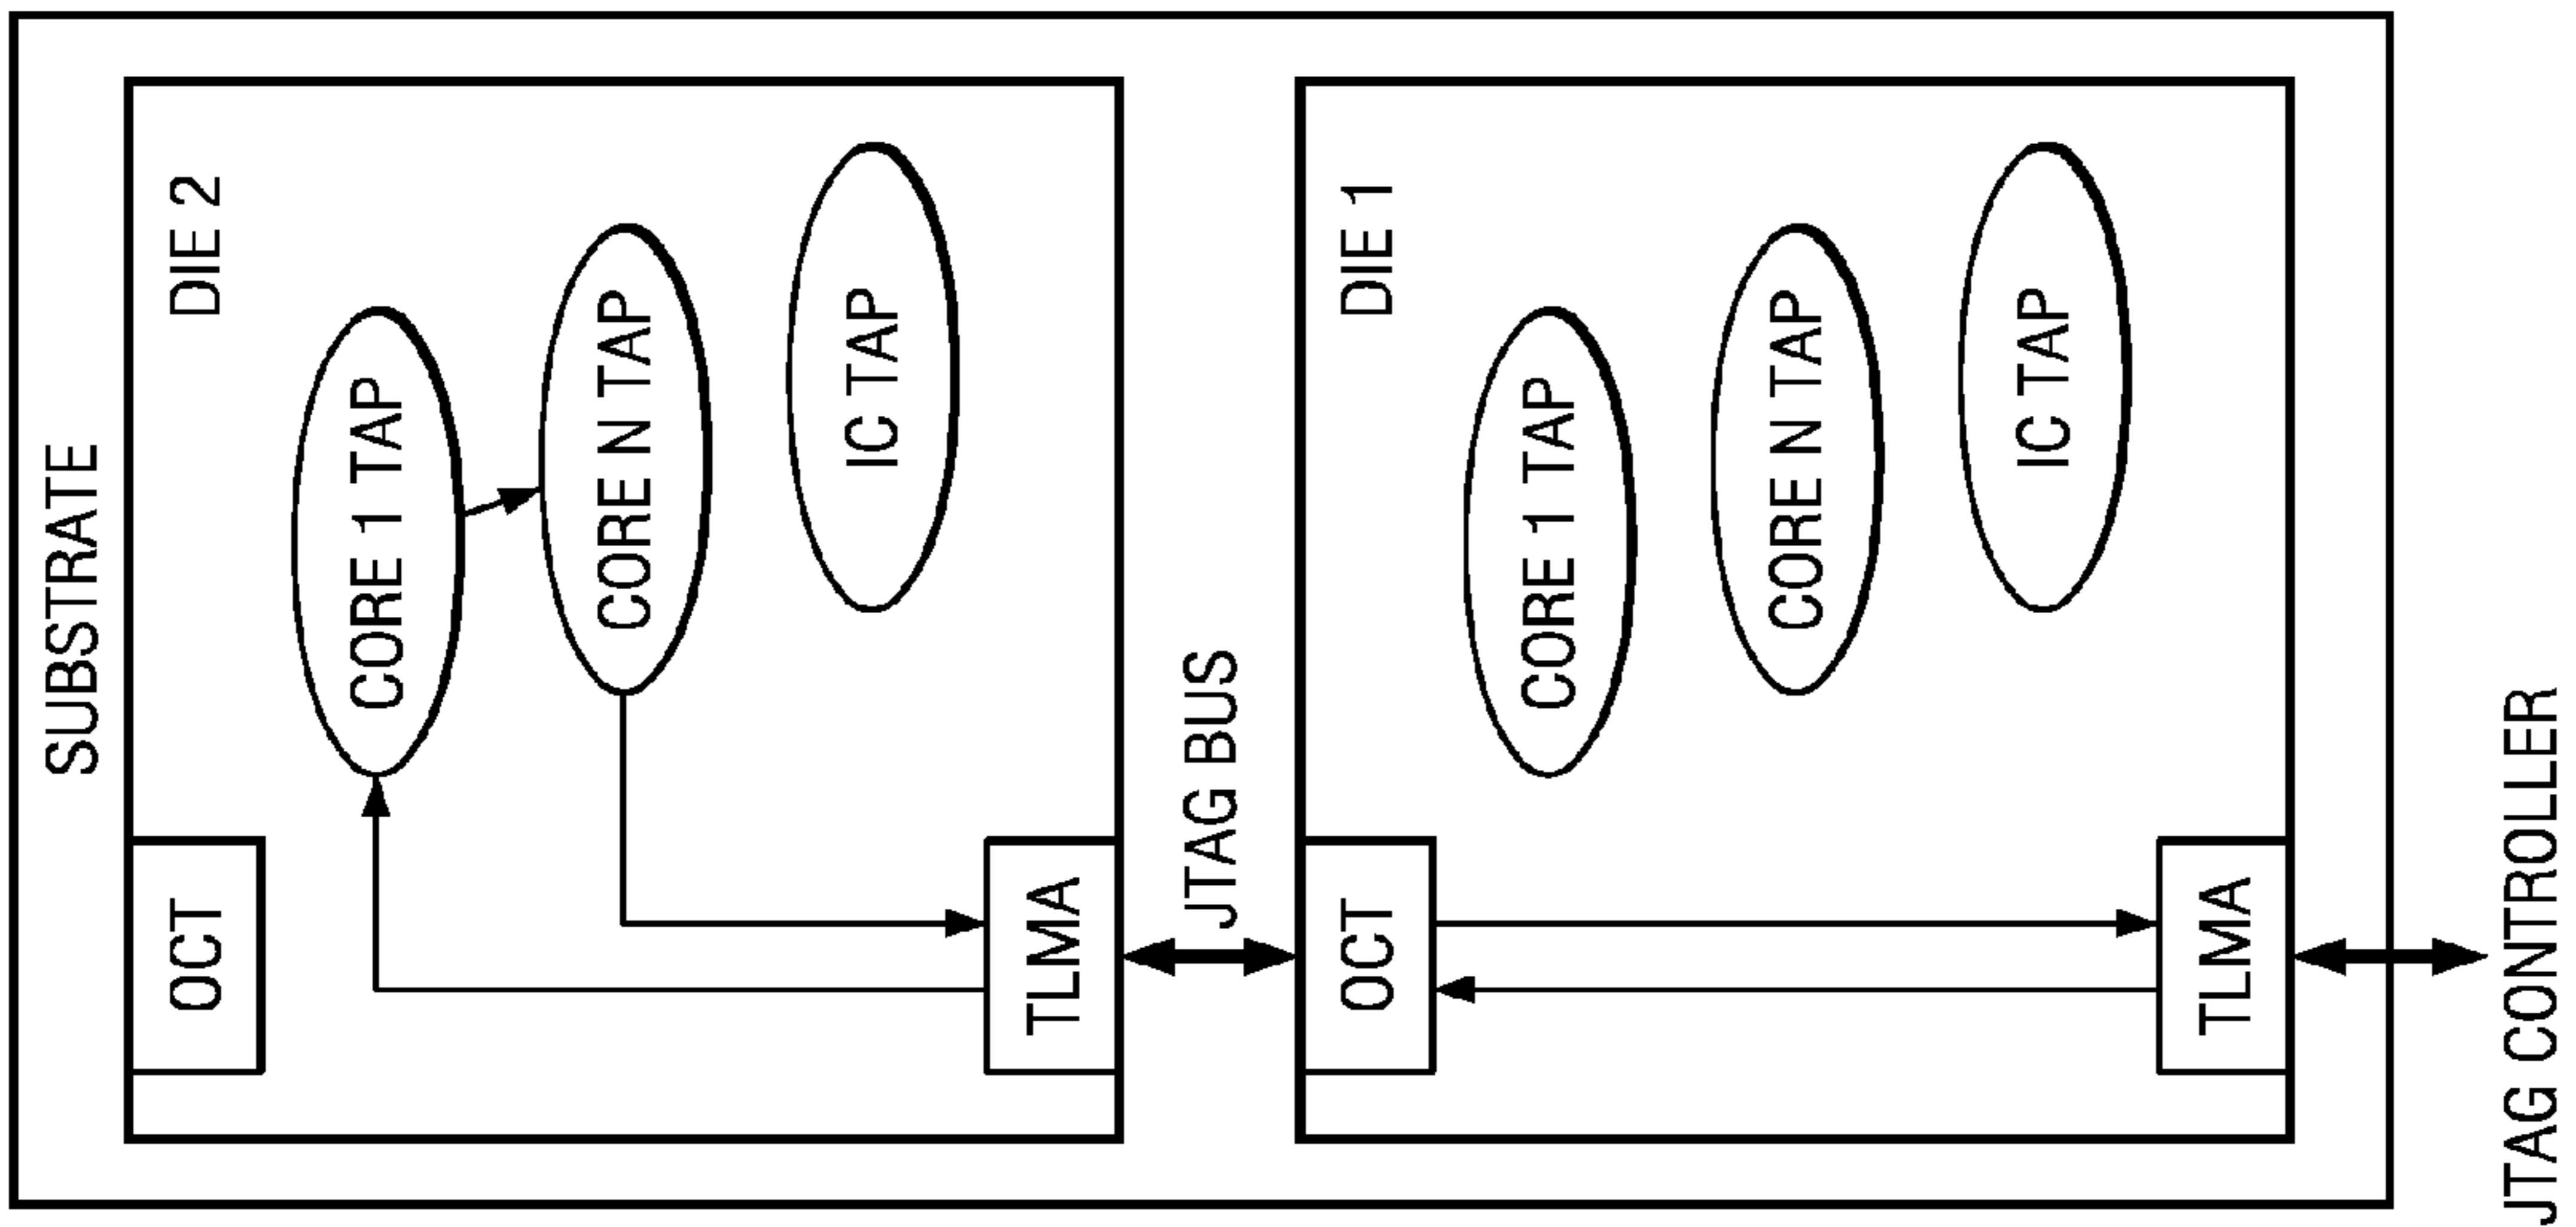 SUBSTRATE
DIE 2
OCT
CORE 1 TAP
CORE N TAP
IC TAP
TLMA
JTAG BUS
DIE 1
OCT
CORE 1 TAP
CORE N TAP
IC TAP
TLMA
JTAG CONTROLLER